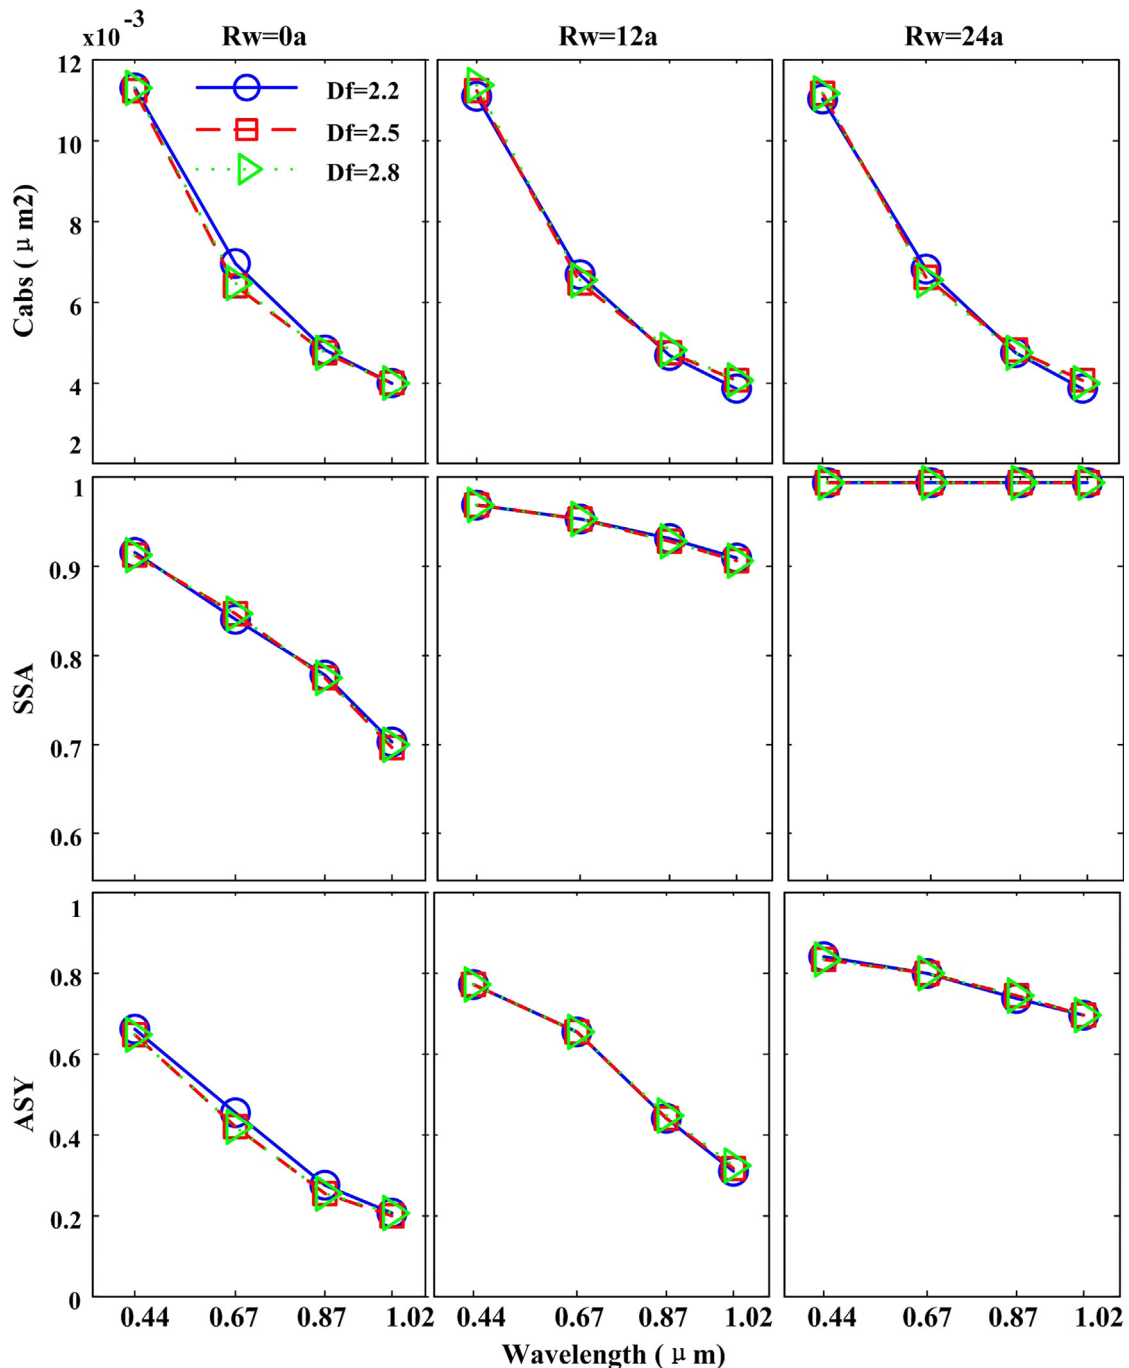 x10 -3
Rw=0a
Rw=12a
Rw=24a
12
10
8
6
4
2
Cabs ( μ m2)
Df=2.2
Df=2.5
Df=2.8
1
0.9
0.8
0.7
0.6
SSA
1
0.8
0.6
0.4
0.2
0
ASY
0.44 0.67 0.87 1.02
0.44 0.67 0.87 1.02
0.44 0.67 0.87 1.02
Wavelength ( μ m)